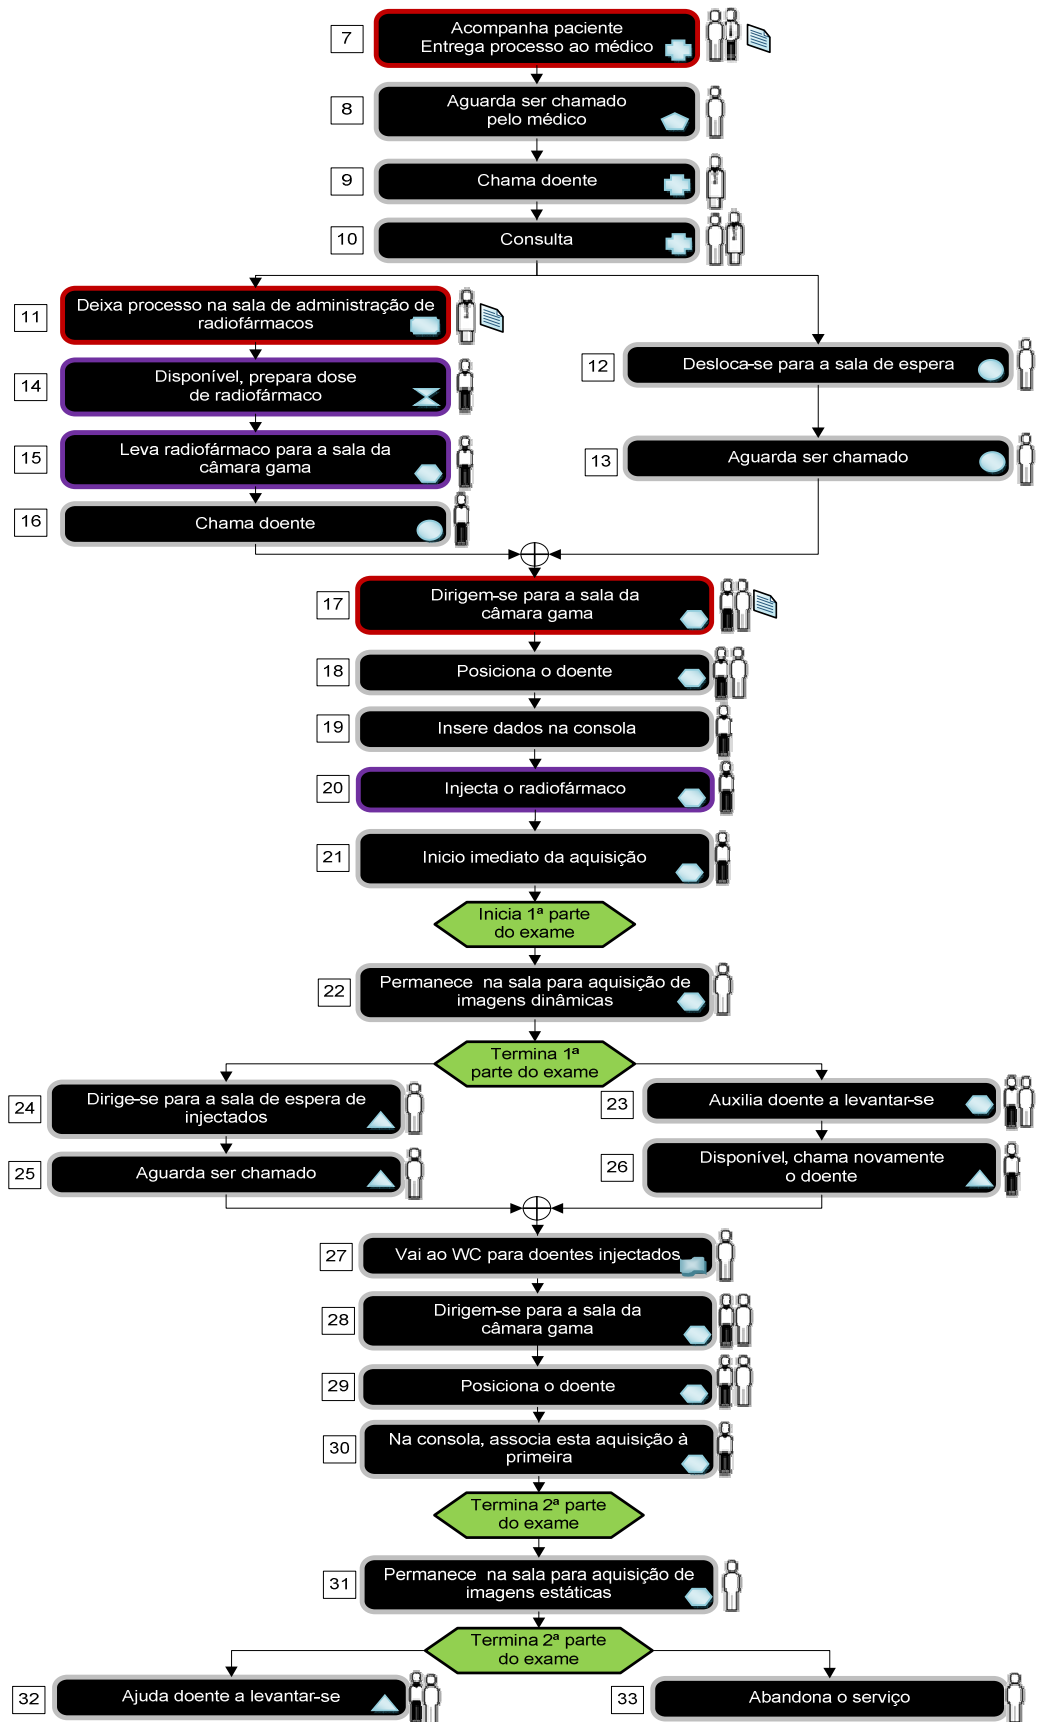 7
Acompanha paciente
Entrega processo ao médico
8
Aguarda ser chamado
pelo médico
9
Chama doente
10
Consulta
11
Deixa processo na sala de administração de
radiofármacos
12
Desloca-se para a sala de espera
14
Disponível, prepara dose
de radiofármaco
15
Leva radiofármaco para a sala da
câmara gama
13
Aguarda ser chamado
16
Chama doente
17
Dirigem-se para a sala da
câmara gama
18
Posiciona o doente
19
Insere dados na consola
20
Injecta o radiofármaco
21
Inicio imediato da aquisição
Inicia 1ª parte
do exame
22
Permanece na sala para aquisição de
imagens dinâmicas
Termina 1ª
parte do exame
24
Dirige-se para a sala de espera de
injectados
23
Auxilia doente a levantar-se
25
Aguarda ser chamado
26
Disponível, chama novamente
o doente
27
Vai ao WC para doentes injectados
28
Dirigem-se para a sala da
câmara gama
29
Posiciona o doente
30
Na consola, associa esta aquisição à
primeira
Termina 2ª parte
do exame
31
Permanece na sala para aquisição de
imagens estáticas
Termina 2ª parte
do exame
32
Ajuda doente a levantar-se
33
Abandona o serviço